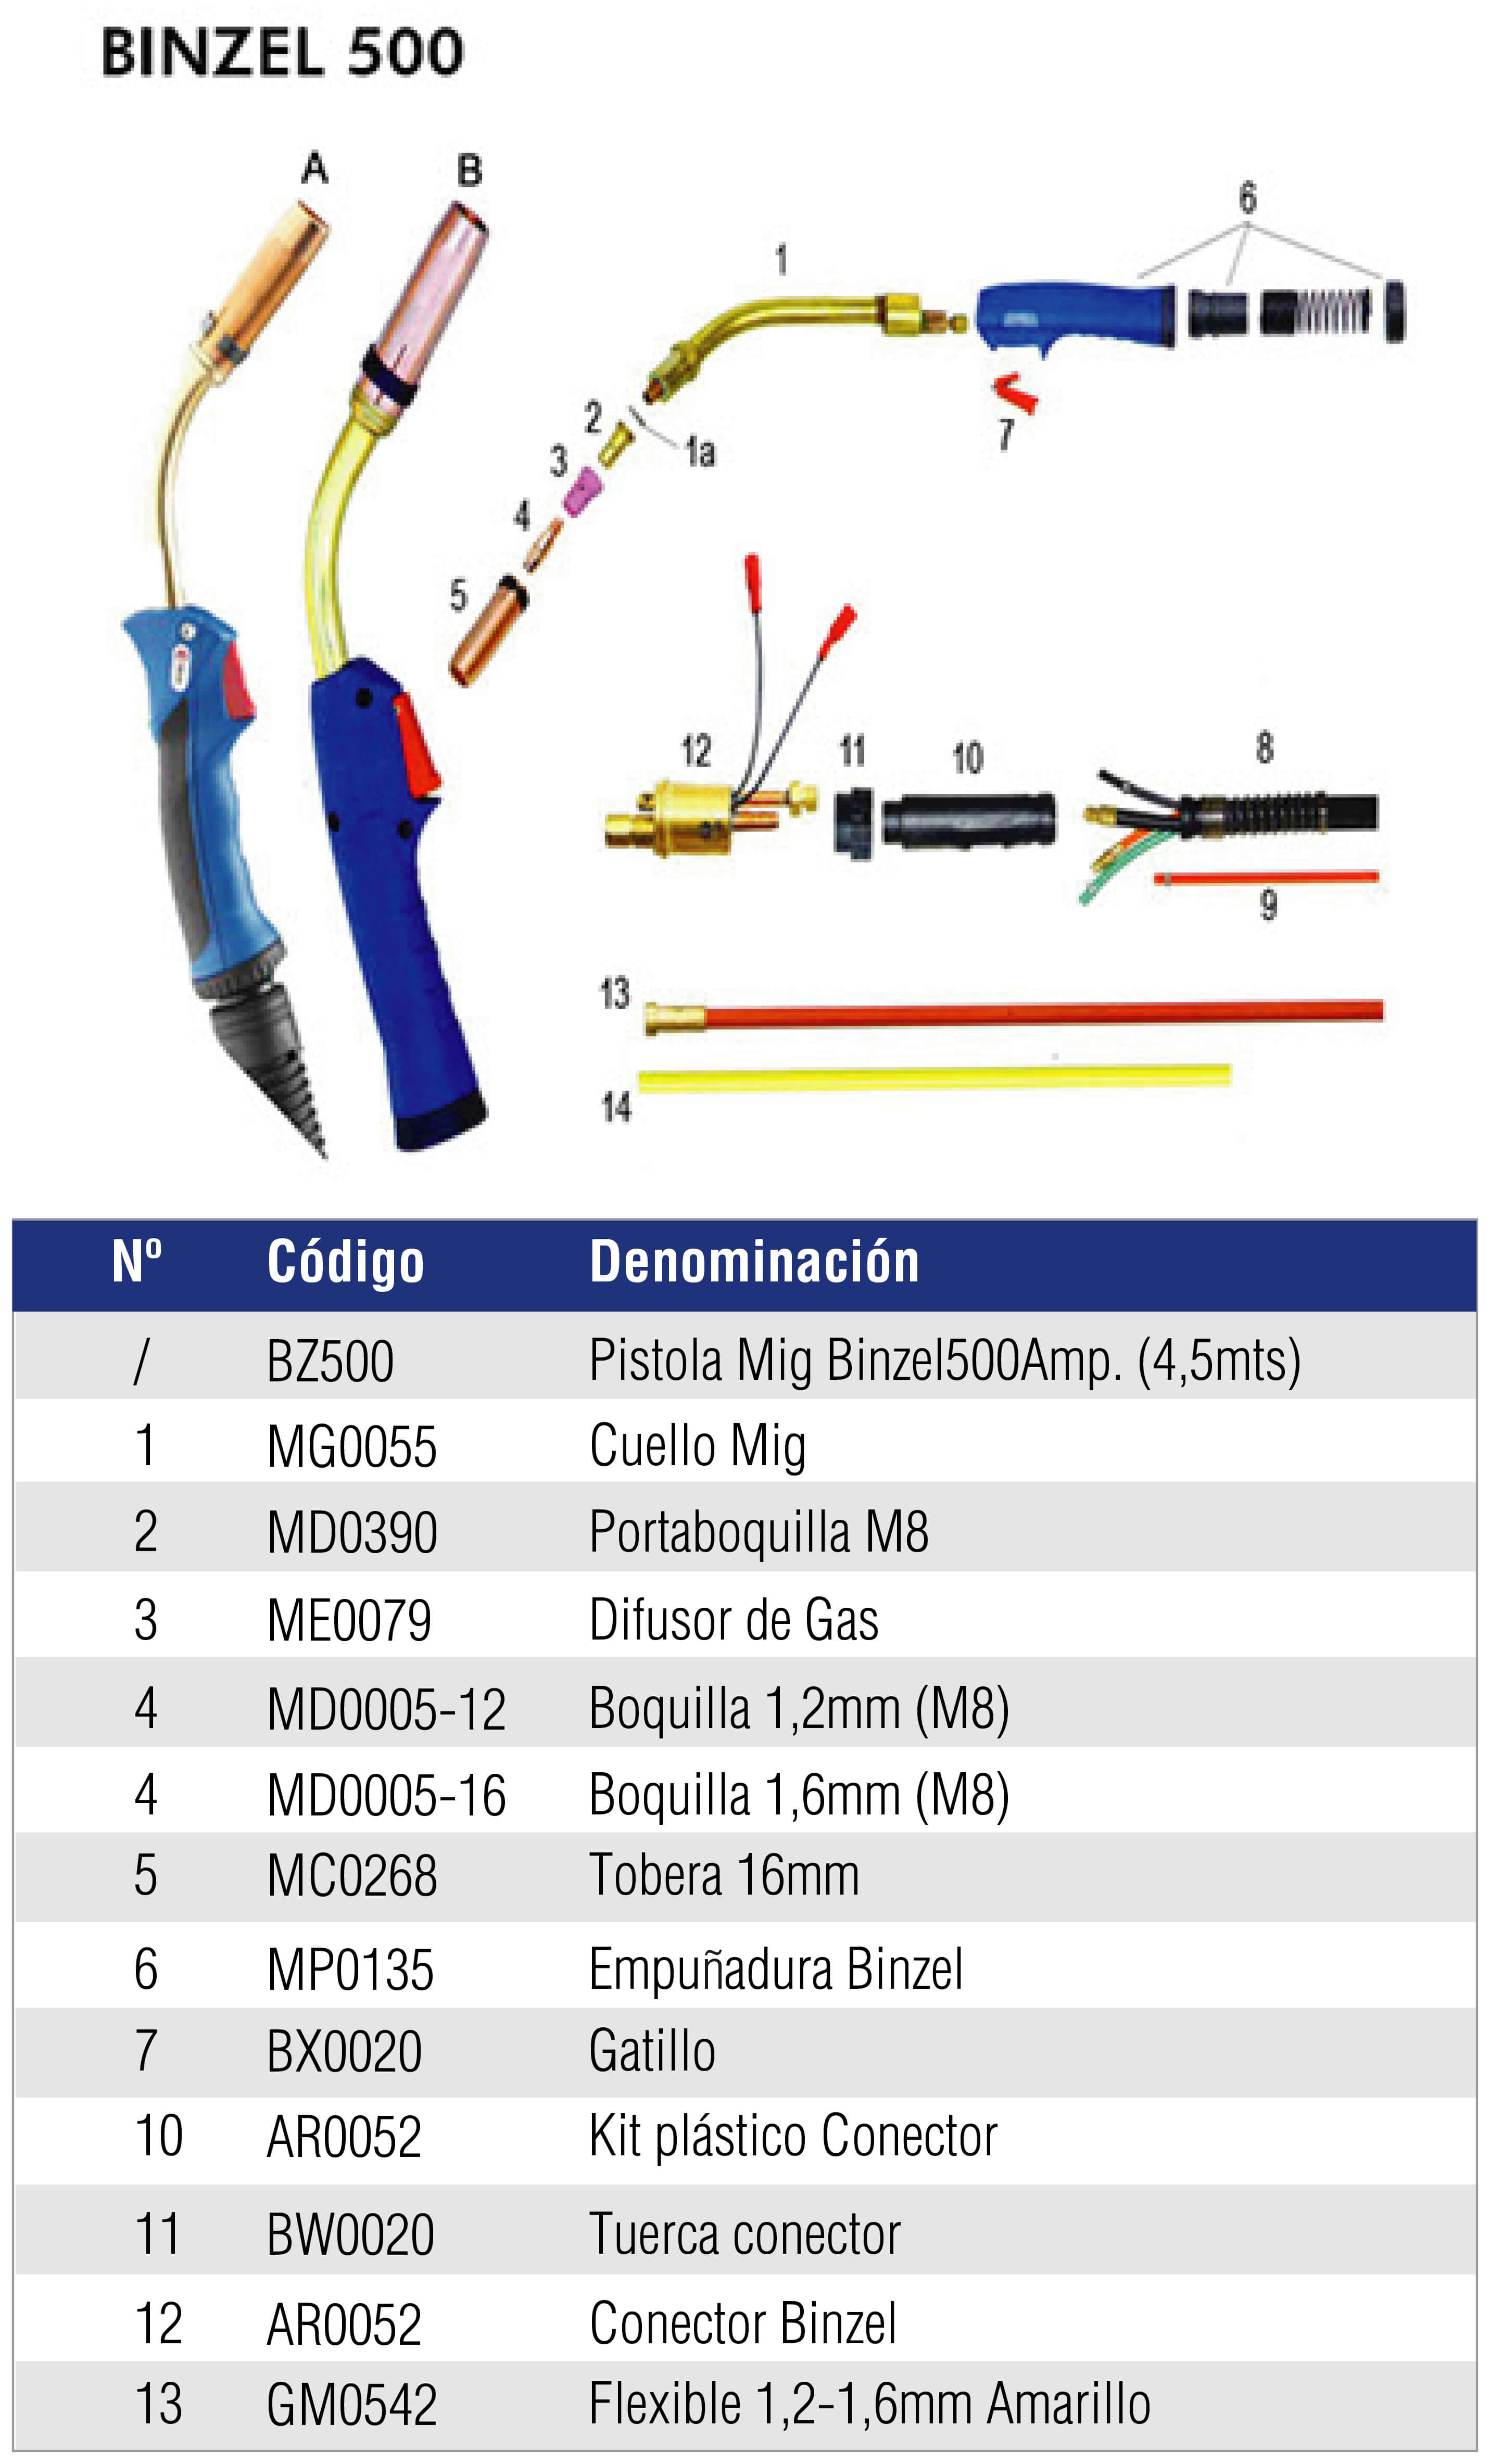 BINZEL 500
A
B
6
1
2
1a
3
7
4
5
12
11
10
8
9
13
14
Nº Código Denominación
/ BZ500 Pistola Mig Binzel500Amp. (4,5mts)
1 MG0055 Cuello Mig
2 MD0390 Portaboquilla M8
3 ME0079 Difusor de Gas
4 MD0005-12 Boquilla 1,2mm (M8)
4 MD0005-16 Boquilla 1,6mm (M8)
5 MC0268 Tobera 16mm
6 MP0135 Empuñadura Binzel
7 BX0020 Gatillo
10 AR0052 Kit plástico Conector
11 BW0020 Tuerca conector
12 AR0052 Conector Binzel
13 GM0542 Flexible 1,2-1,6mm Amarillo